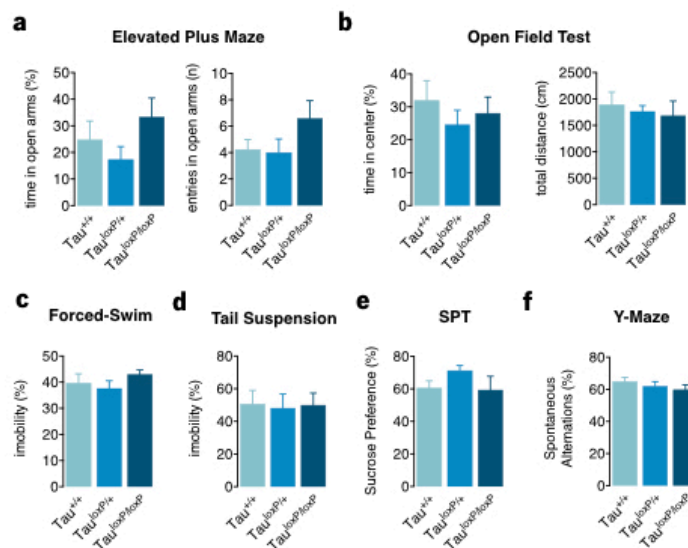 a
Elevated Plus Maze
time in open arms (%)
50
40
30
20
10
0
Tau+/+
TauloxP/+
TauloxP/loxP
entries in open arms (n)
10
8
6
4
2
0
Tau+/+
TauloxP/+
TauloxP/loxP
b
Open Field Test
time in center (%)
40
30
20
10
0
Tau+/+
TauloxP/+
TauloxP/loxP
total distance (cm)
2500
2000
1500
1000
500
0
Tau+/+
TauloxP/+
TauloxP/loxP
c
Forced-Swim
imobility (%)
50
40
30
20
10
0
Tau+/+
TauloxP/+
TauloxP/loxP
d
Tail Suspension
imobility (%)
80
60
40
20
0
Tau+/+
TauloxP/+
TauloxP/loxP
e
SPT
Sucrose Preference (%)
80
60
40
20
0
Tau+/+
TauloxP/+
TauloxP/loxP
f
Y-Maze
Spontaneous
Alternations (%)
80
60
40
20
0
Tau+/+
TauloxP/+
TauloxP/loxP